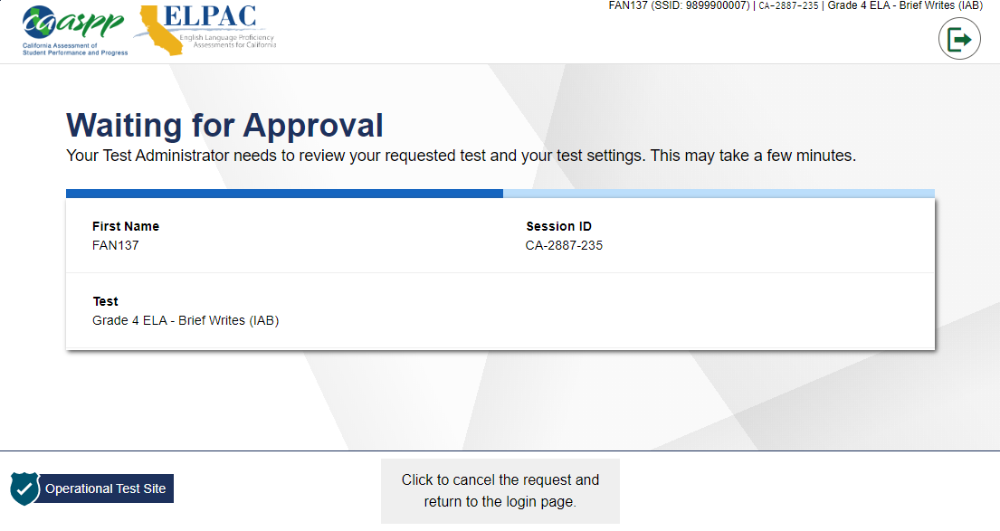 caaspp
California Assessment of
Student Performance and Progress
ELPAC
English Language Proficiency
Assessments for California
FAN137 (SSID: 9899900007) | CA-2887-235 | Grade 4 ELA - Brief Writes (IAB)
Waiting for Approval
Your Test Administrator needs to review your requested test and your test settings. This may take a few minutes.
First Name
FAN137
Session ID
CA-2887-235
Test
Grade 4 ELA - Brief Writes (IAB)
Operational Test Site
Click to cancel the request and
return to the login page.